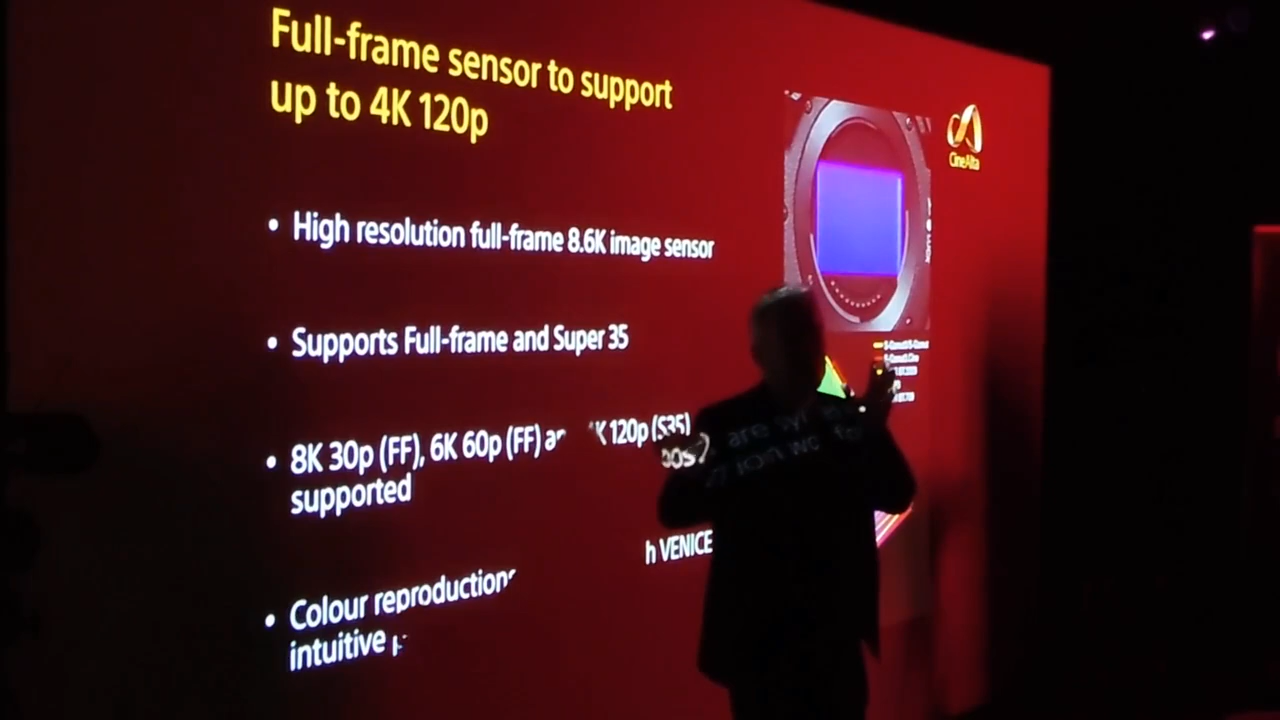 Full-frame sensor to support
up to 4K 120p
CineAlta
• High resolution full-frame 8.6K image sensor
• Supports Full-frame and Super 35
• 8K 30p (FF), 6K 60p (FF) K 120p (S35)
supported
h VENICE
• Colour reproduction
intuitive